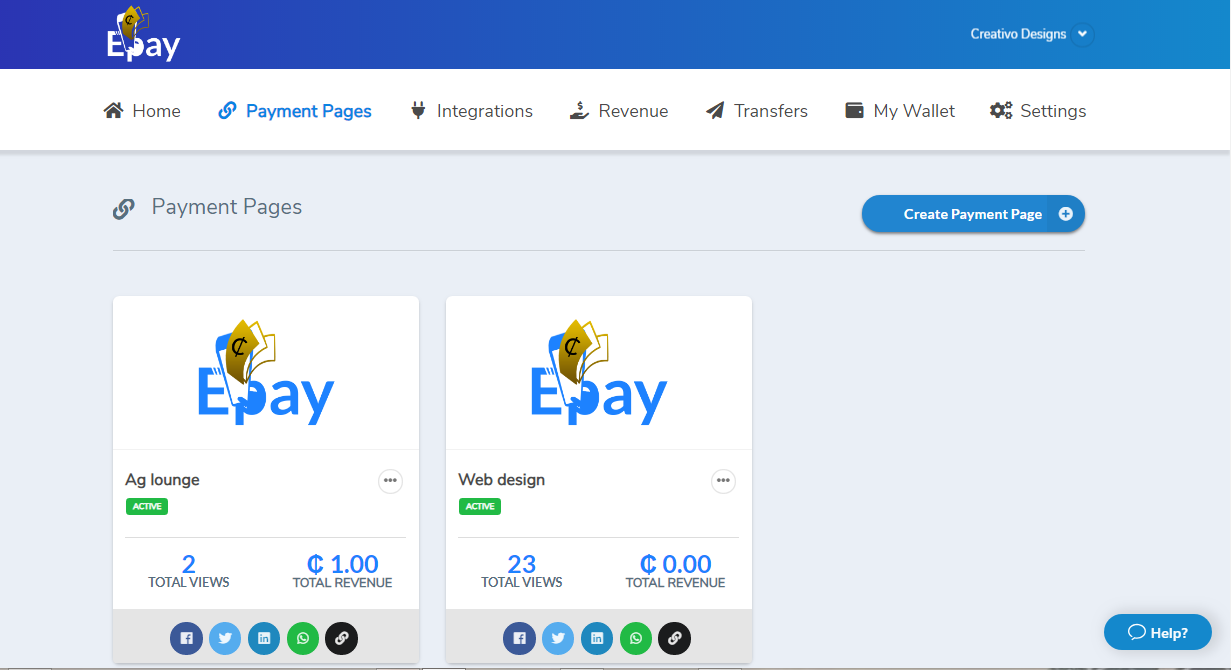 Epay
Creativo Designs
Home Payment Pages Integrations Revenue Transfers My Wallet Settings
Payment Pages
Create Payment Page
₵
Epay
₵
Epay
Ag lounge
ACTIVE
2
TOTAL VIEWS
₵ 1.00
TOTAL REVENUE
Web design
ACTIVE
23
TOTAL VIEWS
₵ 0.00
TOTAL REVENUE
Help?